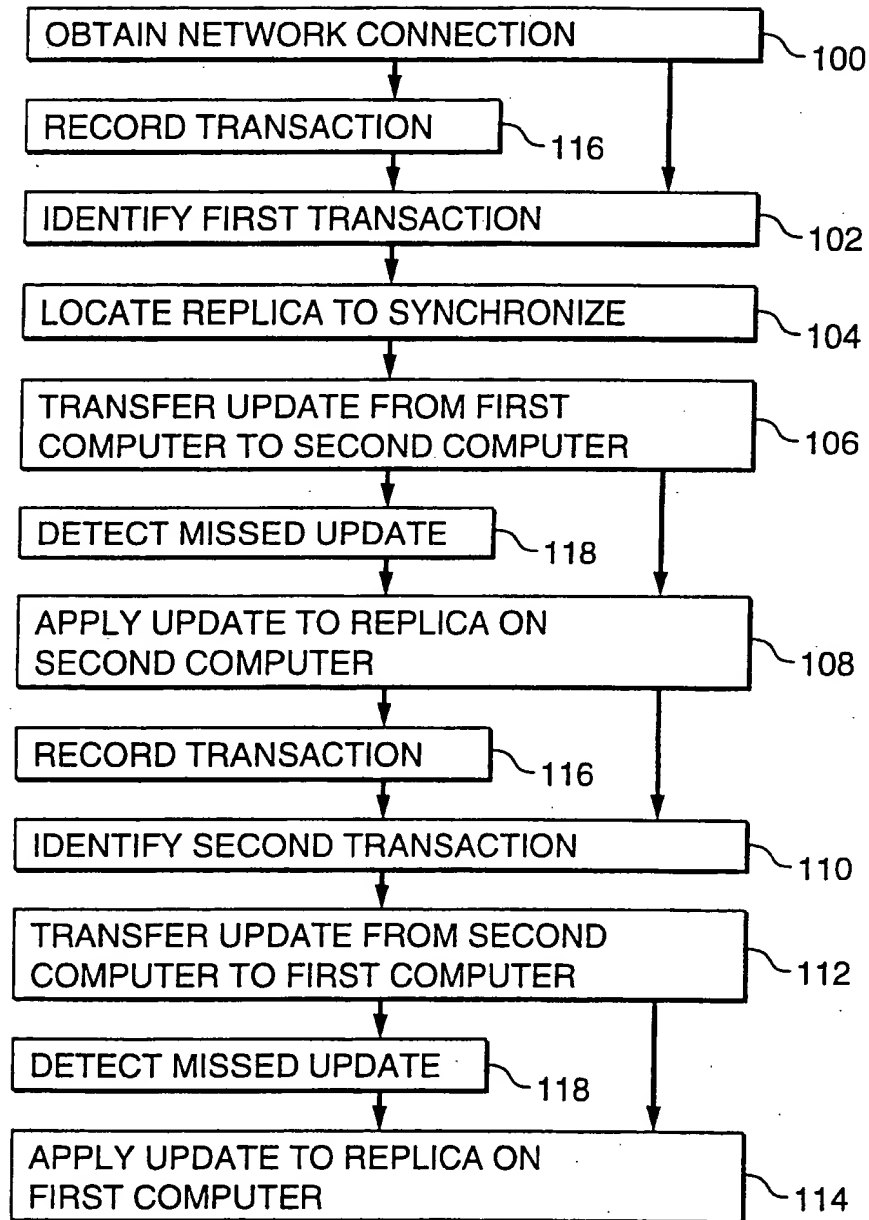 OBTAIN NETWORK CONNECTION
100
RECORD TRANSACTION
116
IDENTIFY FIRST TRANSACTION
102
LOCATE REPLICA TO SYNCHRONIZE
104
TRANSFER UPDATE FROM FIRST
COMPUTER TO SECOND COMPUTER
106
DETECT MISSED UPDATE
118
APPLY UPDATE TO REPLICA ON
SECOND COMPUTER
108
RECORD TRANSACTION
116
IDENTIFY SECOND TRANSACTION
110
TRANSFER UPDATE FROM SECOND
COMPUTER TO FIRST COMPUTER
112
DETECT MISSED UPDATE
118
APPLY UPDATE TO REPLICA ON
FIRST COMPUTER
114